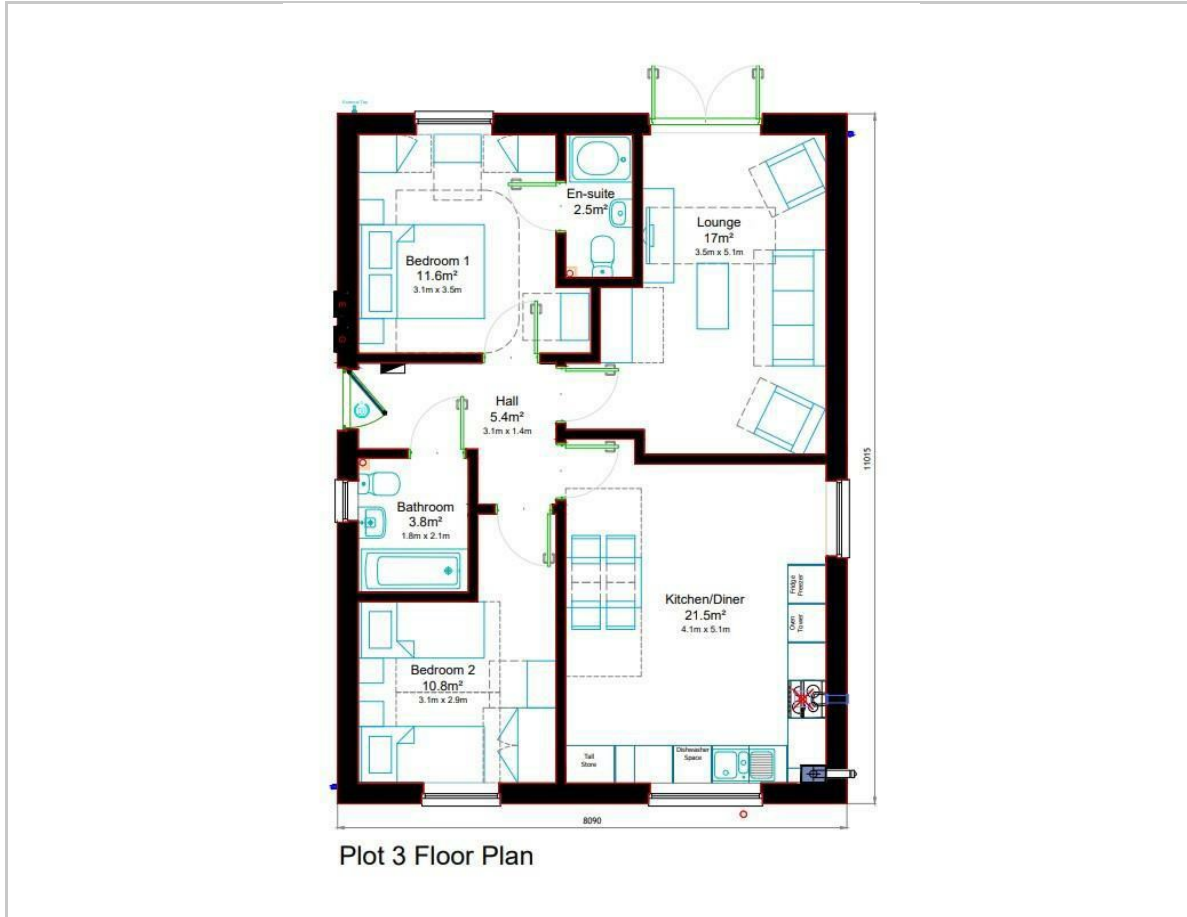 External Tap
En-suite
2.5m²
Lounge
17m²
3.5m x 5.1m
Bedroom 1
11.6m²
3.1m x 3.5m
Hall
5.4m²
3.1m x 1.4m
11015
Bathroom
3.8m²
1.8m x 2.1m
Fridge
Freezer
Kitchen/Diner
21.5m²
4.1m x 5.1m
Oven
Tower
Bedroom 2
10.8m²
3.1m x 2.9m
Tall
Store
Dishwasher
Space
8090
Plot 3 Floor Plan